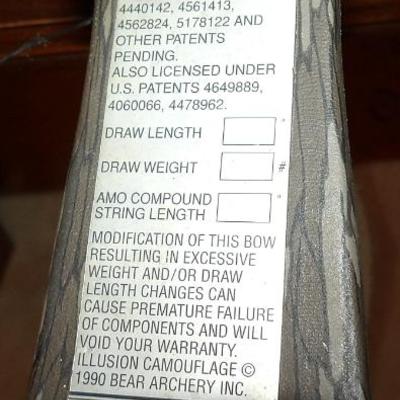 4440142, 4561413,
4562824, 5178122 AND
OTHER PATENTS
PENDING.
ALSO LICENSED UNDER
U.S. PATENTS 4649889,
4060066, 4478962.
DRAW LENGTH "
DRAW WEIGHT #
AMO COMPOUND
STRING LENGTH "
MODIFICATION OF THIS BOW
RESULTING IN EXCESSIVE
WEIGHT AND/OR DRAW
LENGTH CHANGES CAN
CAUSE PREMATURE FAILURE
OF COMPONENTS AND WILL
VOID YOUR WARRANTY.
ILLUSION CAMOUFLAGE ©
1990 BEAR ARCHERY INC.